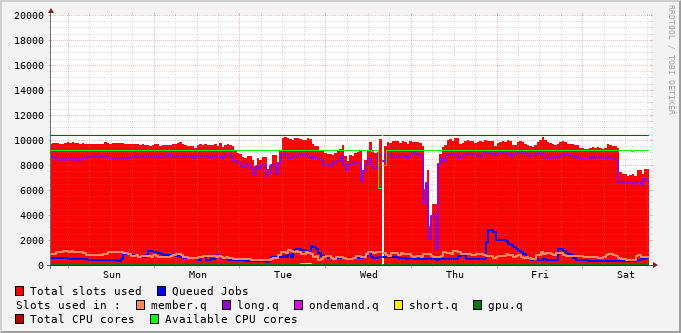 20000
18000
16000
14000
12000
10000
8000
6000
4000
2000
0
Sun Mon Tue Wed Thu Fri Sat
Total slots used Queued Jobs
Slots used in : member.q long.q ondemand.q short.q gpu.q
Total CPU cores Available CPU cores
RRDTOOL / TOBI OETIKER